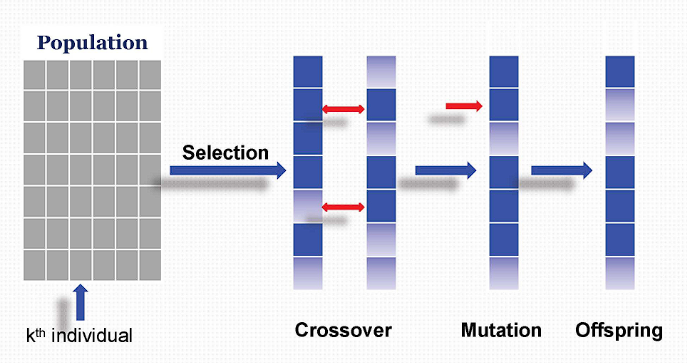 Population
Selection
kth individual
Crossover
Mutation
Offspring